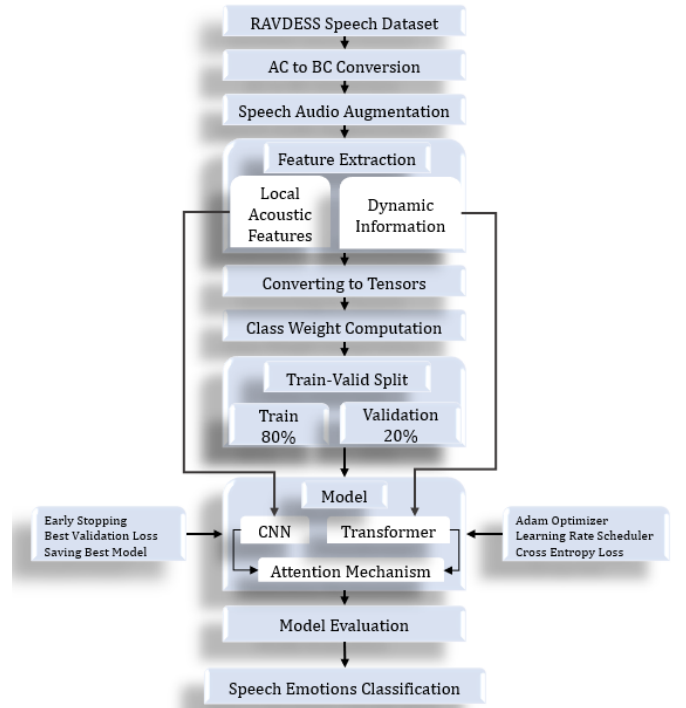 RAVDESS Speech Dataset
AC to BC Conversion
Speech Audio Augmentation
Feature Extraction
Local
Acoustic
Features
Dynamic
Information
Converting to Tensors
Class Weight Computation
Train-Valid Split
Train
80%
Validation
20%
Model
CNN
Transformer
Attention Mechanism
Early Stopping
Best Validation Loss
Saving Best Model
Adam Optimizer
Learning Rate Scheduler
Cross Entropy Loss
Model Evaluation
Speech Emotions Classification